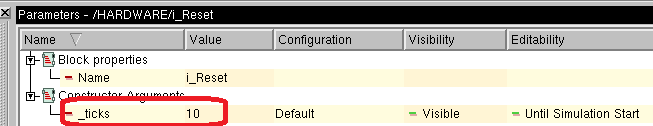 Parameters - /HARDWARE/i_Reset
Name Value Configuration Visibility Editability
Block properties
Name i_Reset
Constructor Arguments
_ticks 10 Default Visible Until Simulation Start